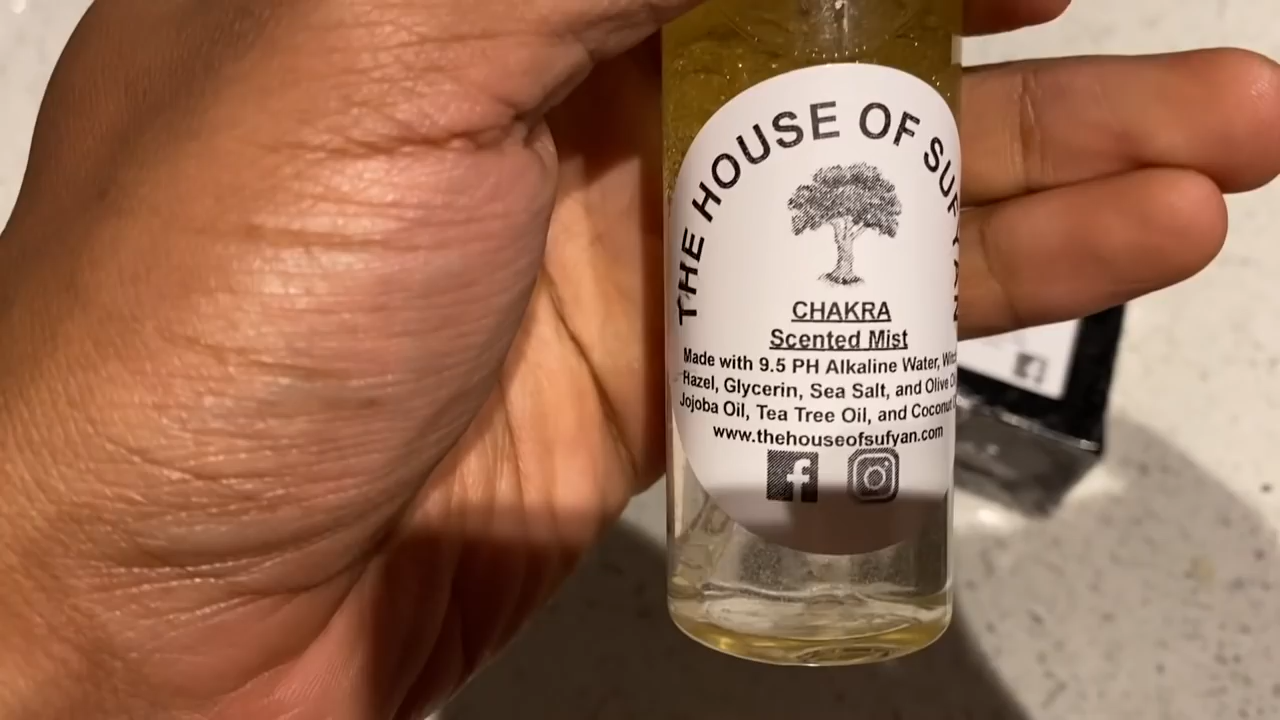 THE HOUSE OF SUFYAN
CHAKRA
Scented Mist
Made with 9.5 PH Alkaline Water, Witch
Hazel, Glycerin, Sea Salt, and Olive
Jojoba Oil, Tea Tree Oil, and Coconut
www.thehouseofsufyan.com